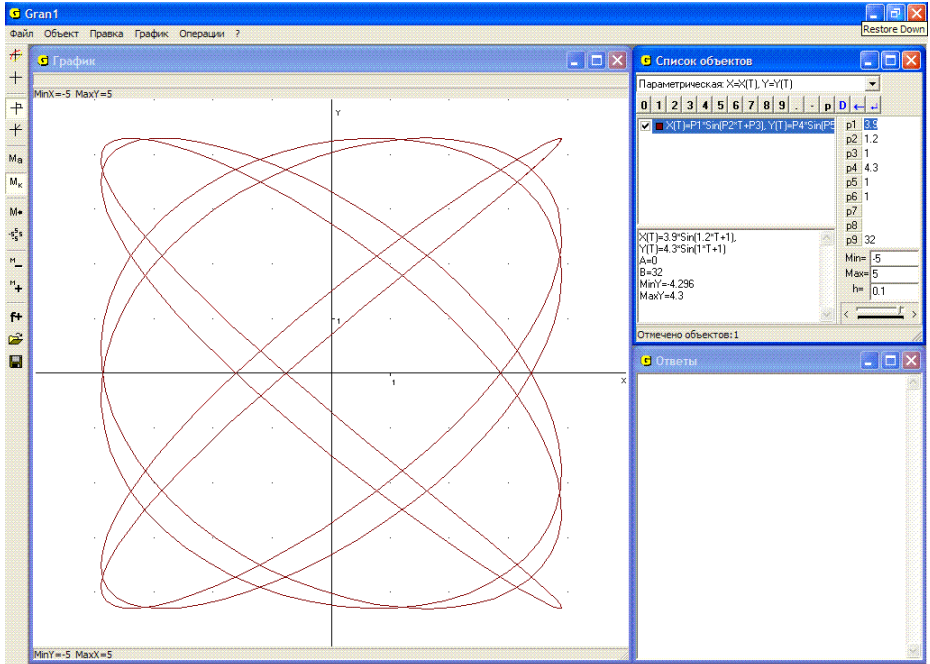 Gran1
Restore Down
Файл Объект Правка График Операции ?
График
MinX=-5 MaxY=5
Y
1
1
X
MinY=-5 MaxX=5
Ma
Mк
M•
M
M
f+
Список объектов
Параметрическая: X=X(T), Y=Y(T)
0 1 2 3 4 5 6 7 8 9 . - p D
X(T)=P1*Sin(P2*T+P3), Y(T)=P4*Sin(P5
p1 3.9
p2 1.2
p3 1
p4 4.3
p5 1
p6 1
p7
p8
p9 32
X(T)=3.9*Sin(1.2*T+1),
Y(T)=4.3*Sin(1*T+1)
A=0
B=32
MinY=-4.296
MaxY=4.3
Min= -5
Max= 5
h= 0.1
Отмечено объектов:1
Ответы